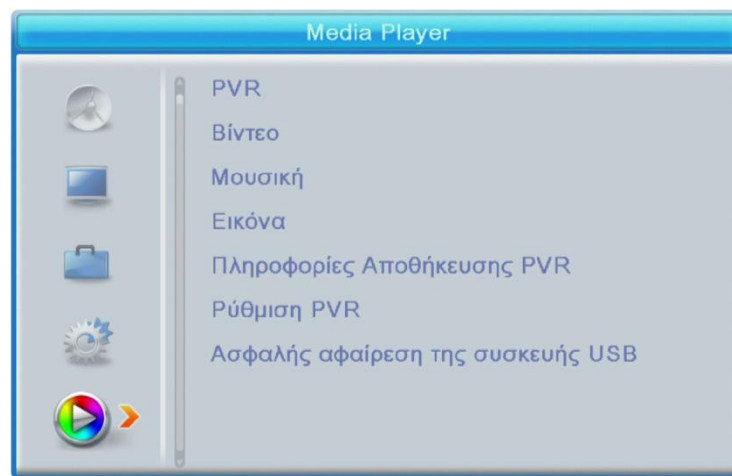 Media Player
PVR
Βίντεο
Μουσική
Εικόνα
Πληροφορίες Αποθήκευσης PVR
Ρύθμιση PVR
Ασφαλής αφαίρεση της συσκευής USB